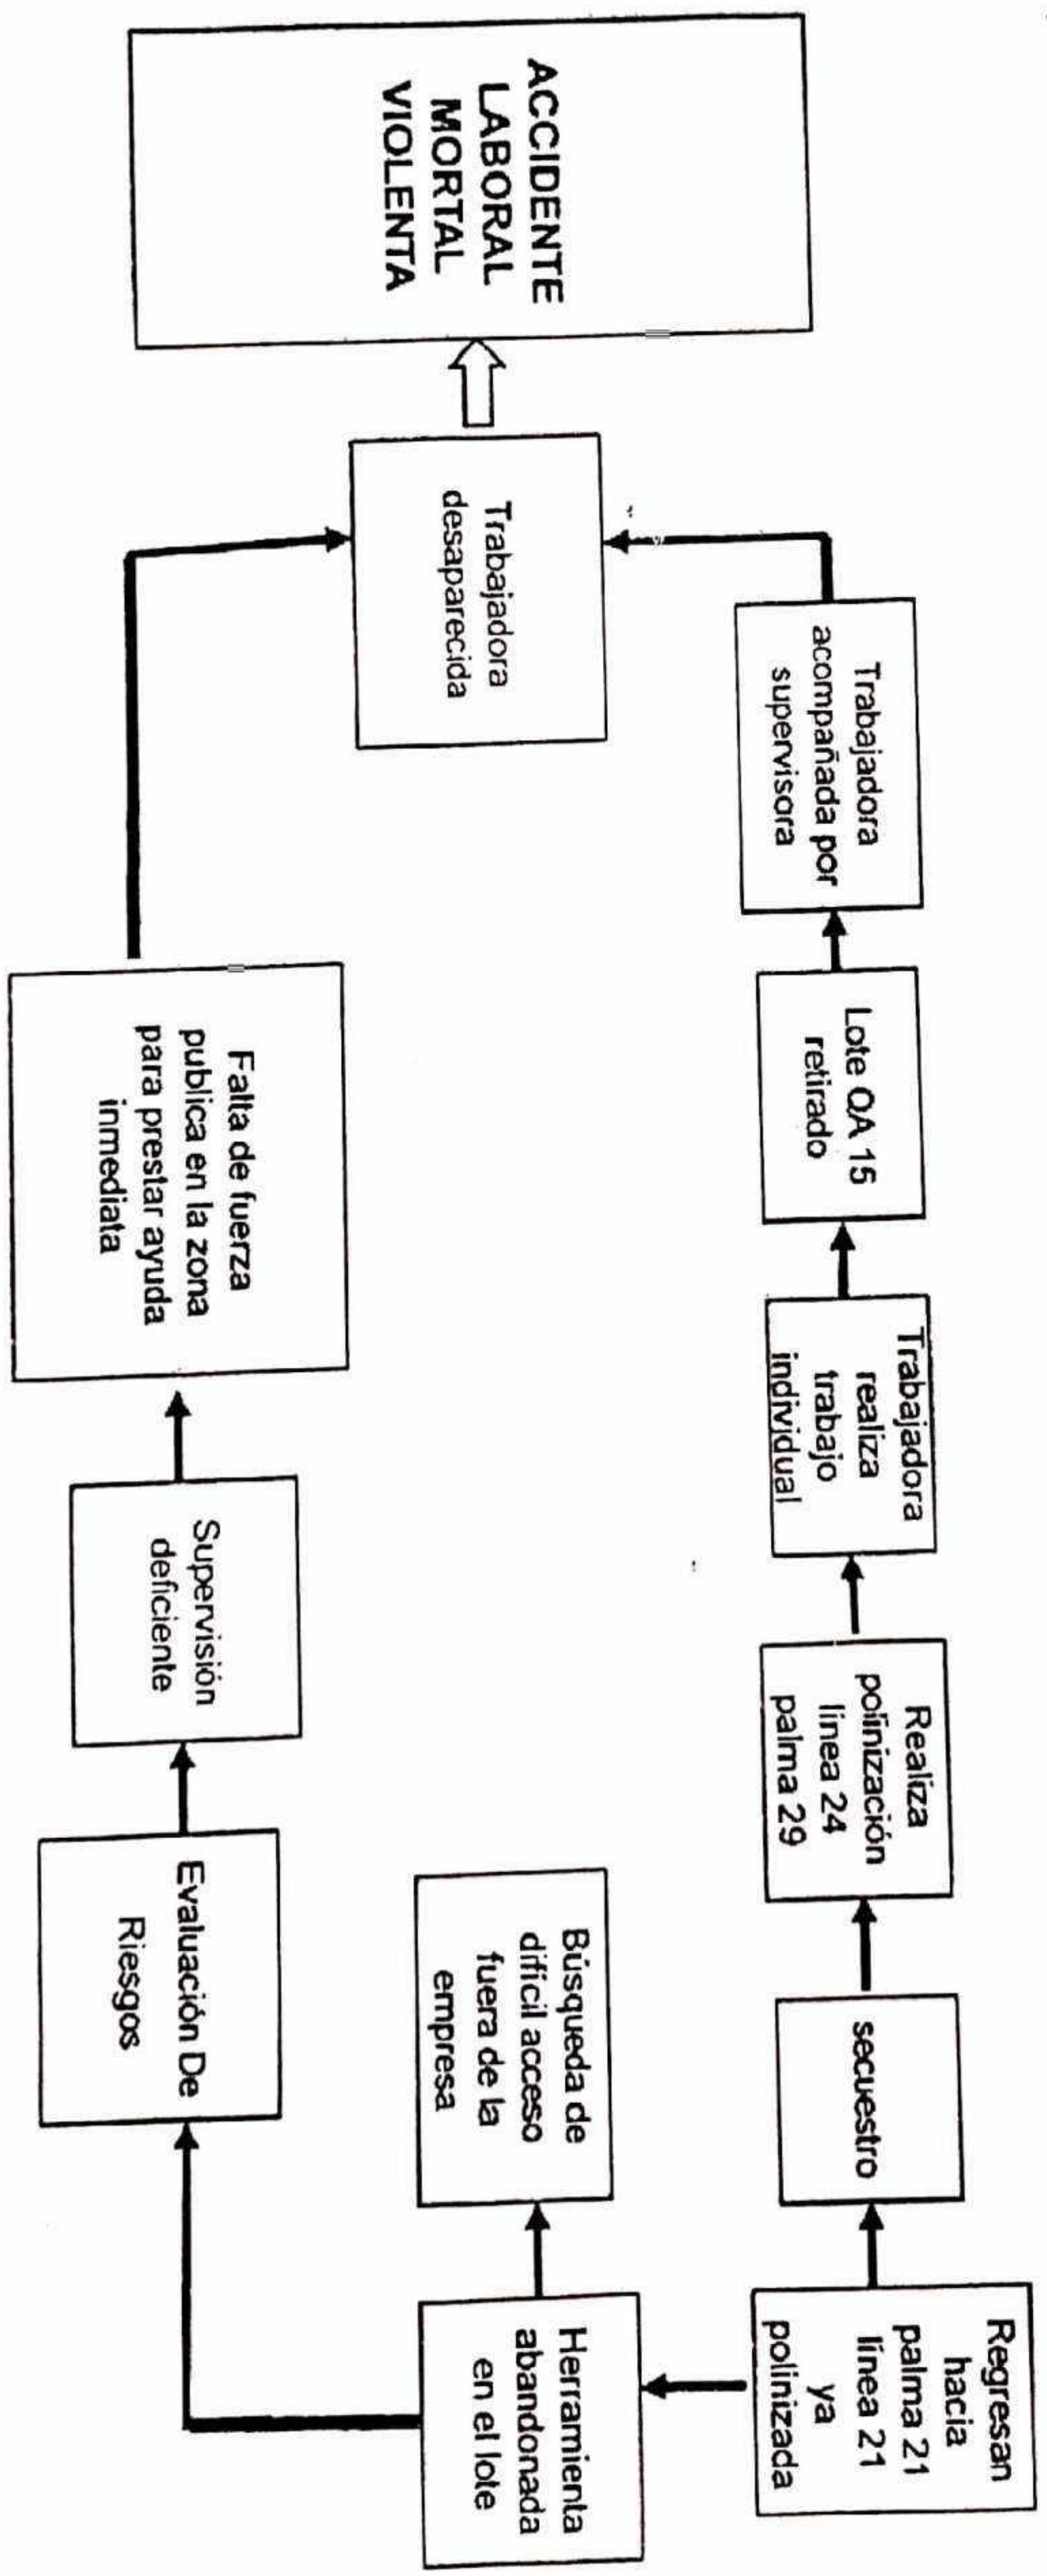 ACCIDENTE
LABORAL
MORTAL
VIOLENTA
Trabajadora
desaparecida
Trabajadora
acompañada por
supervisora
Lote QA 15
retirado
Trabajadora
realiza
trabajo
individual
Realiza
polinización
línea 24
palma 29
secuestro
Regresan
hacia
palma 21
línea 21
ya
polinizada
Herramienta
abandonada
en el lote
Búsqueda de
difícil acceso
fuera de la
empresa
Evaluación De
Riesgos
Supervisión
deficiente
Falta de fuerza
publica en la zona
para prestar ayuda
inmediata